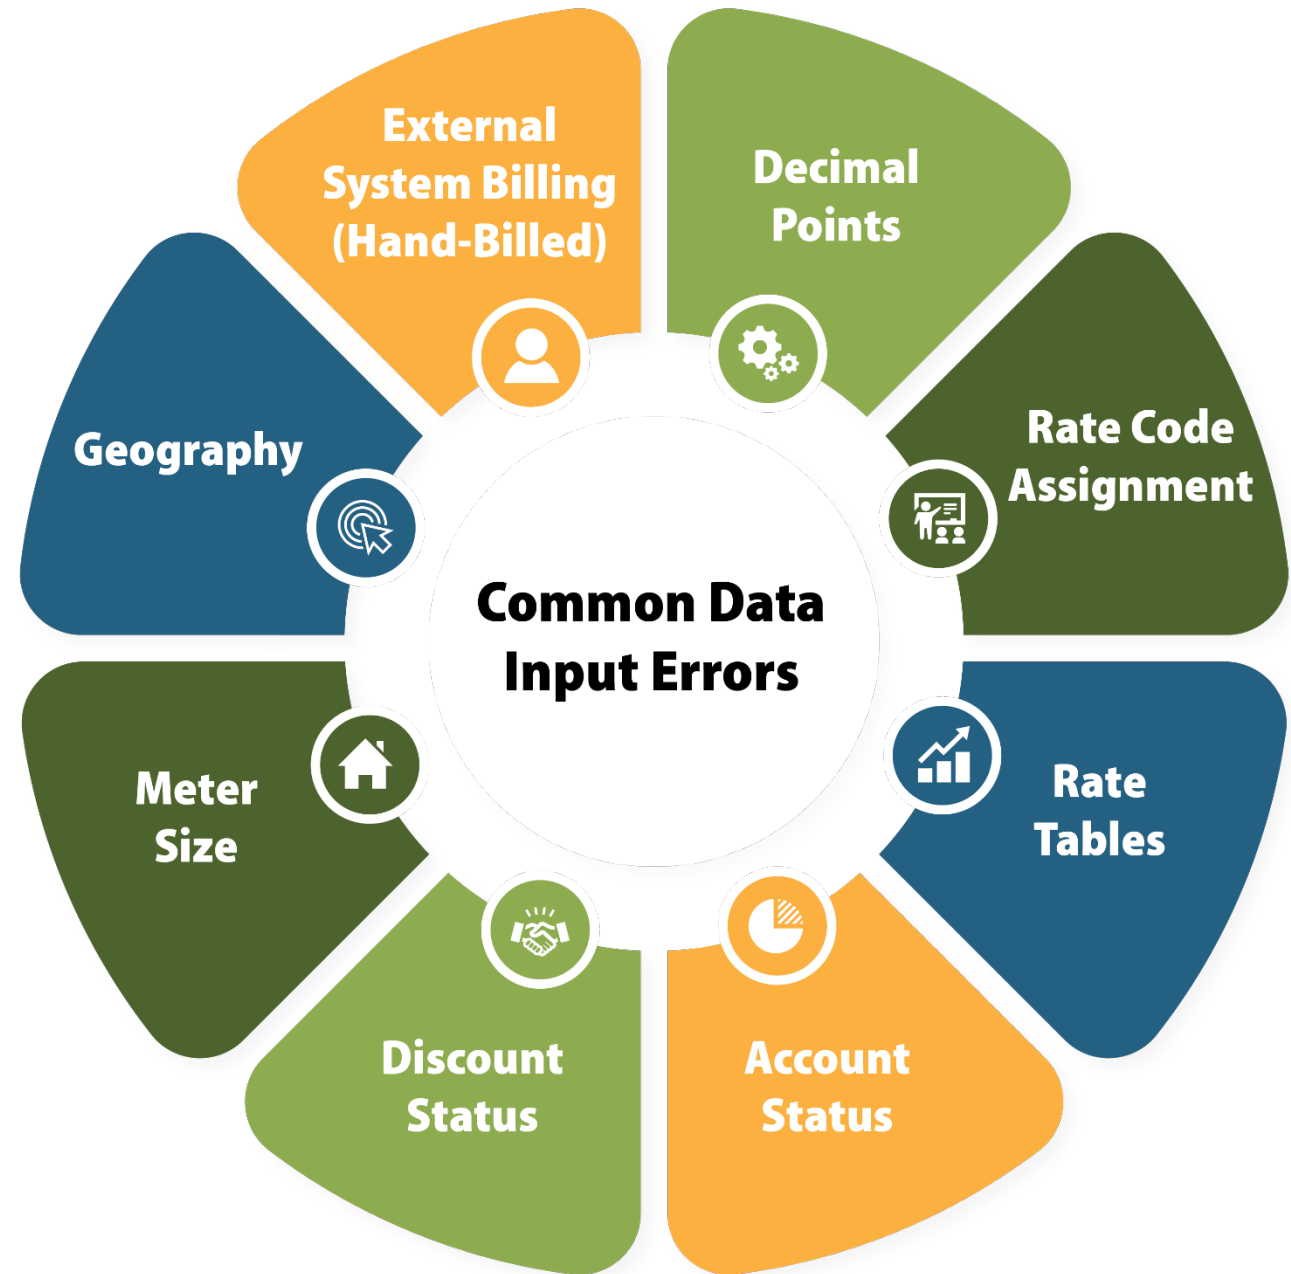 External
System Billing
(Hand-Billed)
Decimal
Points
Rate Code
Assignment
Geography
Common Data
Input Errors
Meter
Size
Rate
Tables
Discount
Status
Account
Status